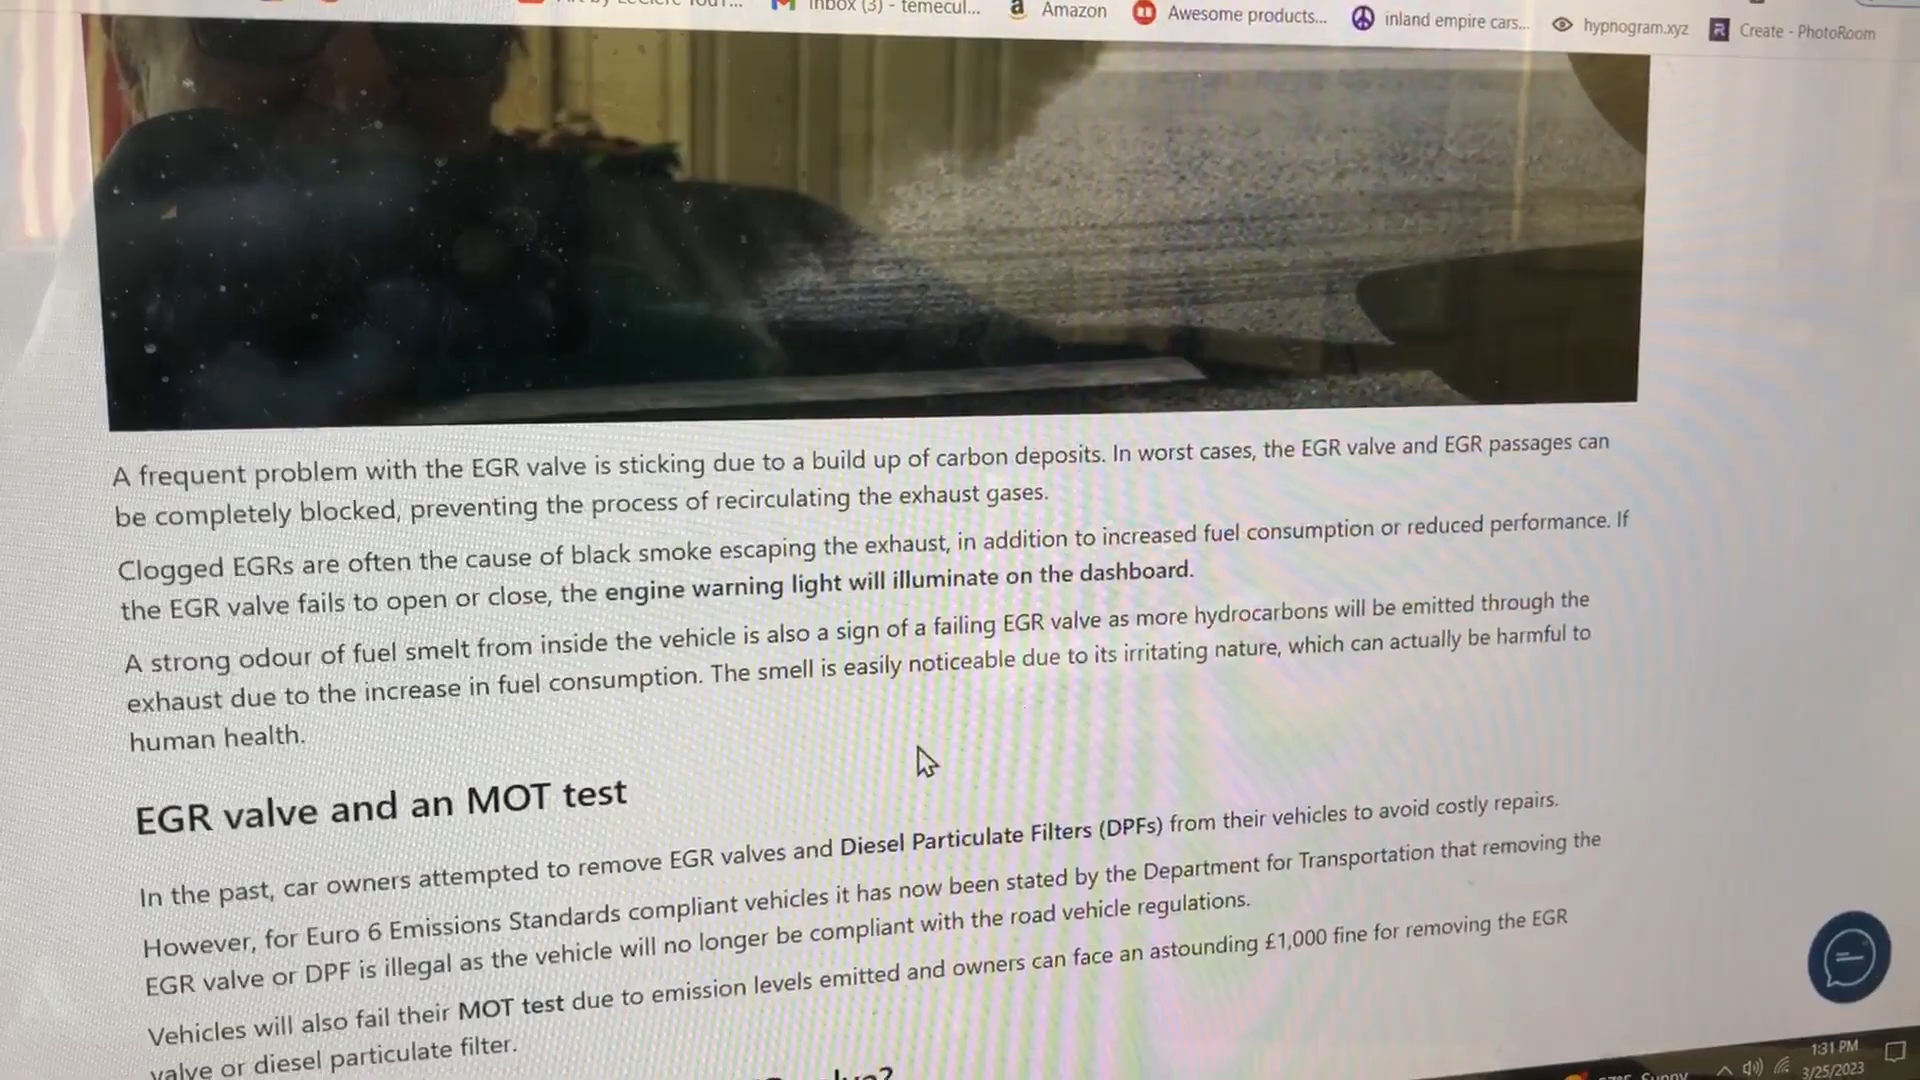 Inbox (3) - temecul...
Amazon
Awesome products...
inland empire cars...
hypnogram.xyz
Create - PhotoRoom
A frequent problem with the EGR valve is sticking due to a build up of carbon deposits. In worst cases, the EGR valve and EGR passages can
be completely blocked, preventing the process of recirculating the exhaust gases.
Clogged EGRs are often the cause of black smoke escaping the exhaust, in addition to increased fuel consumption or reduced performance. If
the EGR valve fails to open or close, the engine warning light will illuminate on the dashboard.
A strong odour of fuel smelt from inside the vehicle is also a sign of a failing EGR valve as more hydrocarbons will be emitted through the
exhaust due to the increase in fuel consumption. The smell is easily noticeable due to its irritating nature, which can actually be harmful to
human health.
EGR valve and an MOT test
In the past, car owners attempted to remove EGR valves and Diesel Particulate Filters (DPFs) from their vehicles to avoid costly repairs.
However, for Euro 6 Emissions Standards compliant vehicles it has now been stated by the Department for Transportation that removing the
EGR valve or DPF is illegal as the vehicle will no longer be compliant with the road vehicle regulations.
Vehicles will also fail their MOT test due to emission levels emitted and owners can face an astounding £1,000 fine for removing the EGR
valve or diesel particulate filter.
Sunny
1:31 PM
3/25/2023